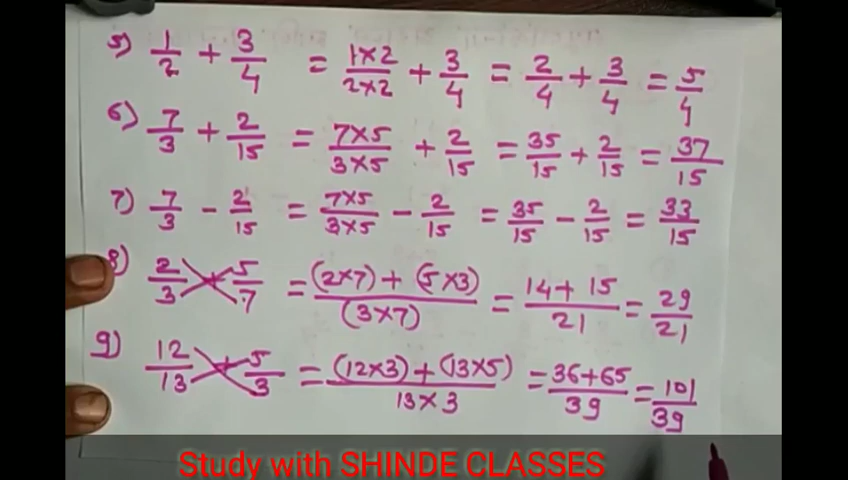 5) 1/2 + 3/4 = 1×2/2×2 + 3/4 = 2/4 + 3/4 = 5/4
6) 7/3 + 2/15 = 7×5/3×5 + 2/15 = 35/15 + 2/15 = 37/15
7) 7/3 - 2/15 = 7×5/3×5 - 2/15 = 35/15 - 2/15 = 33/15
8) 2/3 + 5/7 = (2×7) + (5×3)/(3×7) = 14 + 15/21 = 29/21
9) 12/13 + 5/3 = (12×3) + (13×5)/13×3 = 36+65/39 = 101/39
Study with SHINDE CLASSES